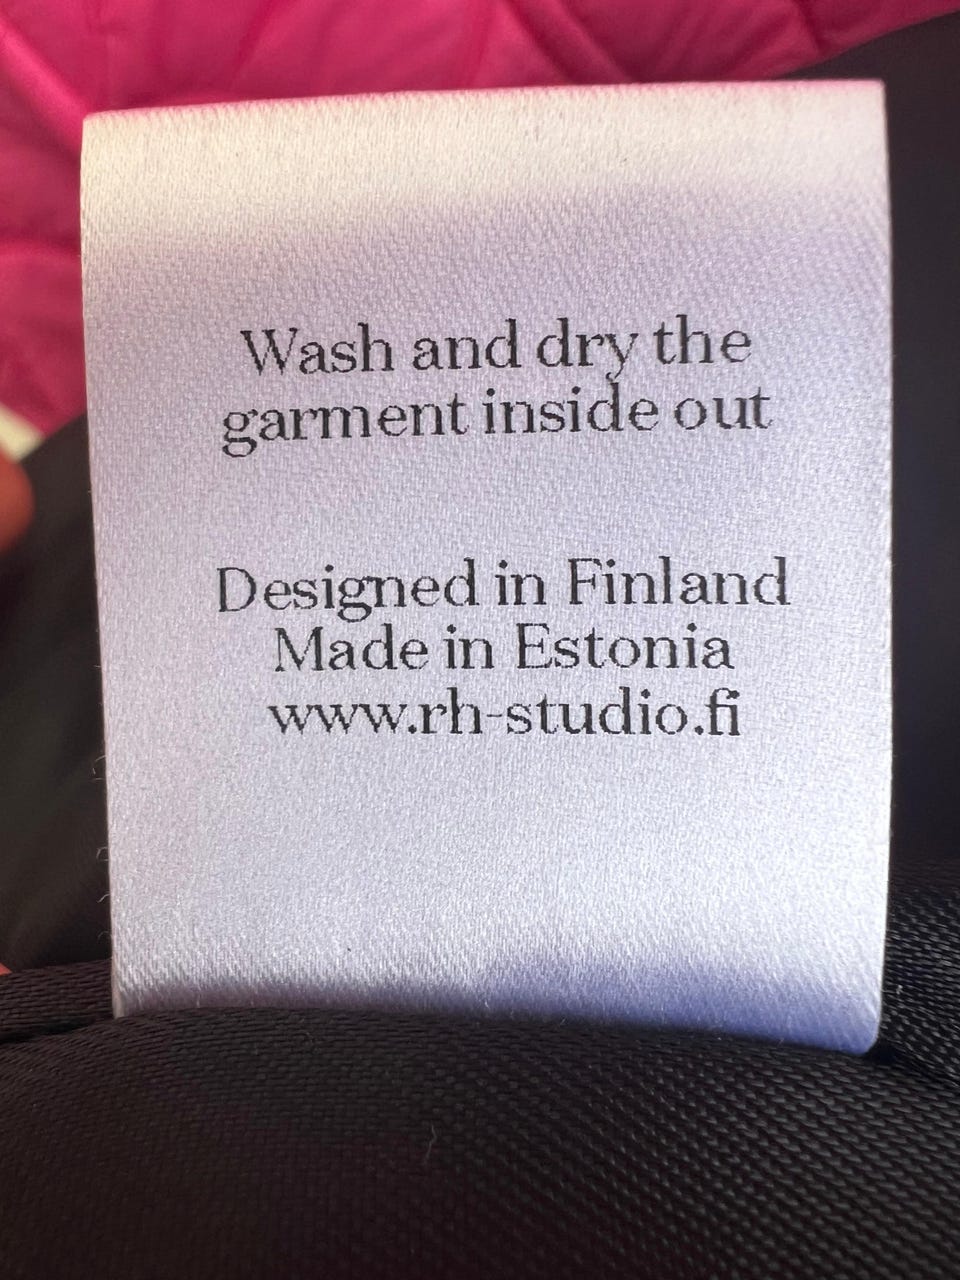 Wash and dry the
garment inside out
Designed in Finland
Made in Estonia
www.rh-studio.fi